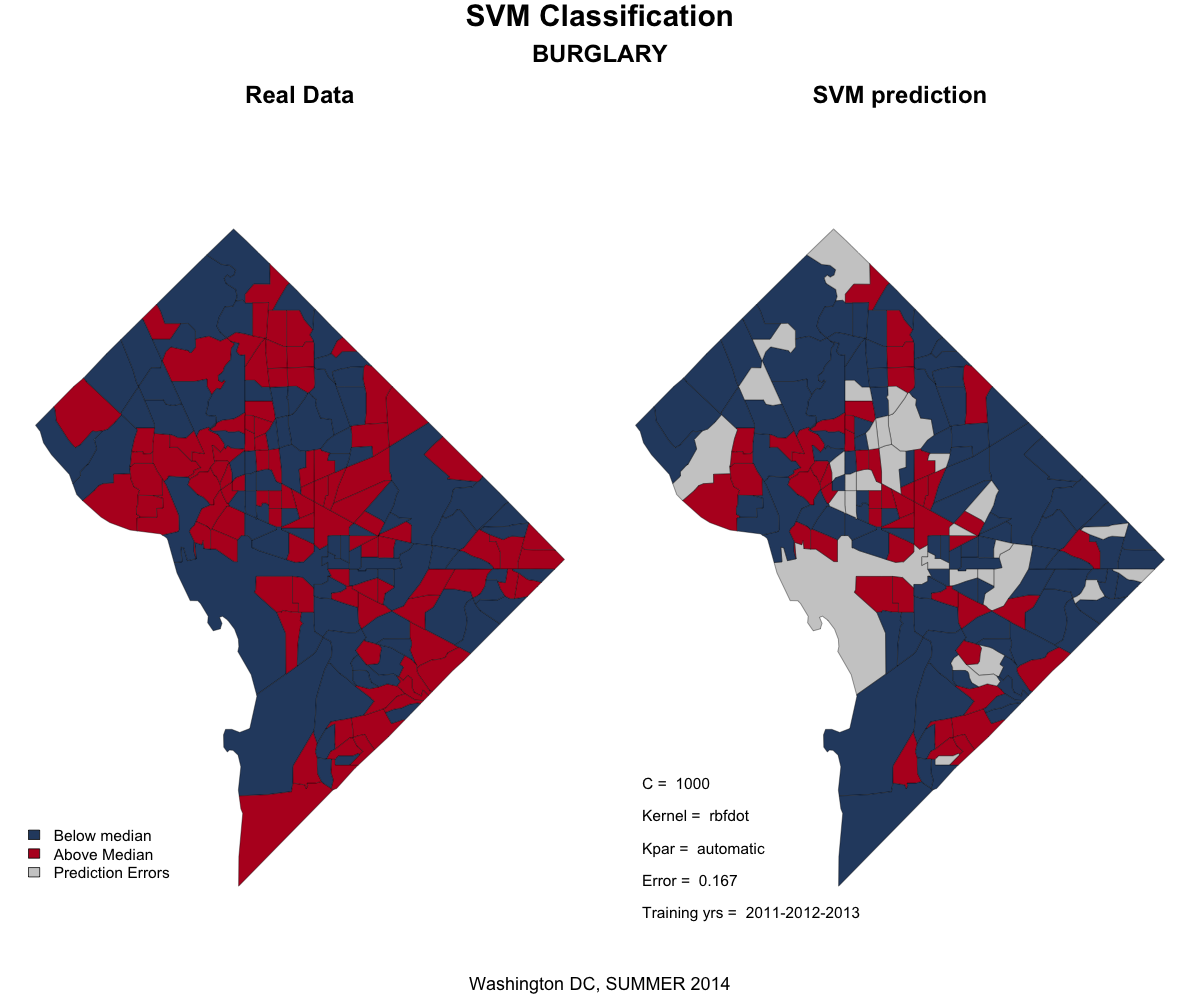 SVM Classification
BURGLARY
Real Data
SVM prediction
Below median
Above Median
Prediction Errors
C = 1000
Kernel = rbfdot
Kpar = automatic
Error = 0.167
Training yrs = 2011-2012-2013
Washington DC, SUMMER 2014